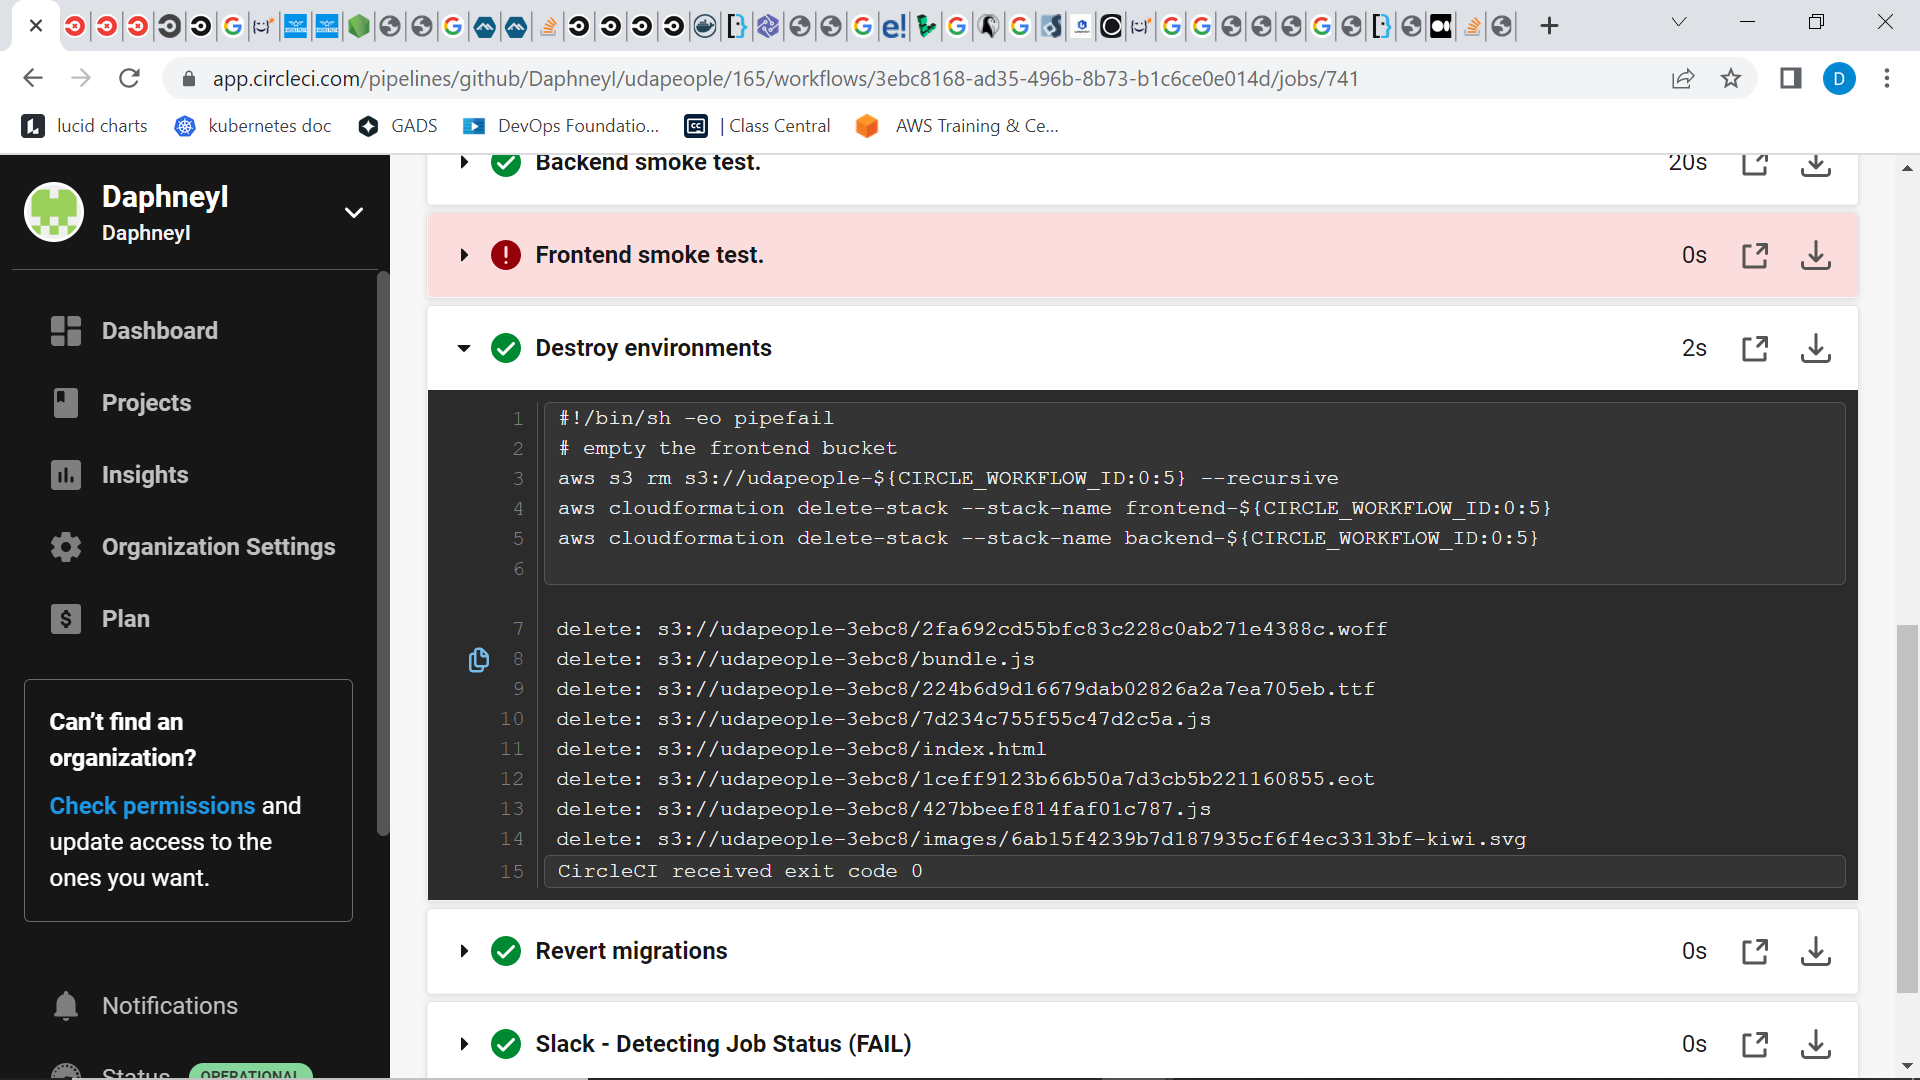 app.circleci.com/pipelines/github/DaphneyI/udapeople/165/workflows/3ebc8168-ad35-496b-8b73-b1c6ce0e014d/jobs/741
D
lucid charts
kubernetes doc
GADS
DevOps Foundatio...
| Class Central
AWS Training & Ce...
DaphneyI
DaphneyI
Dashboard
Projects
Insights
Organization Settings
Plan
Can't find an
organization?
Check permissions and
update access to the
ones you want.
Notifications
Status OPERATIONAL
Backend smoke test. 20s
Frontend smoke test. 0s
Destroy environments 2s
1 #!/bin/sh -eo pipefail
2 # empty the frontend bucket
3 aws s3 rm s3://udapeople-${CIRCLE_WORKFLOW_ID:0:5} --recursive
4 aws cloudformation delete-stack --stack-name frontend-${CIRCLE_WORKFLOW_ID:0:5}
5 aws cloudformation delete-stack --stack-name backend-${CIRCLE_WORKFLOW_ID:0:5}
6
7 delete: s3://udapeople-3ebc8/2fa692cd55bfc83c228c0ab271e4388c.woff
8 delete: s3://udapeople-3ebc8/bundle.js
9 delete: s3://udapeople-3ebc8/224b6d9d16679dab02826a2a7ea705eb.ttf
10 delete: s3://udapeople-3ebc8/7d234c755f55c47d2c5a.js
11 delete: s3://udapeople-3ebc8/index.html
12 delete: s3://udapeople-3ebc8/1ceff9123b66b50a7d3cb5b221160855.eot
13 delete: s3://udapeople-3ebc8/427bbeef814faf01c787.js
14 delete: s3://udapeople-3ebc8/images/6ab15f4239b7d187935cf6f4ec3313bf-kiwi.svg
15 CircleCI received exit code 0
Revert migrations 0s
Slack - Detecting Job Status (FAIL) 0s